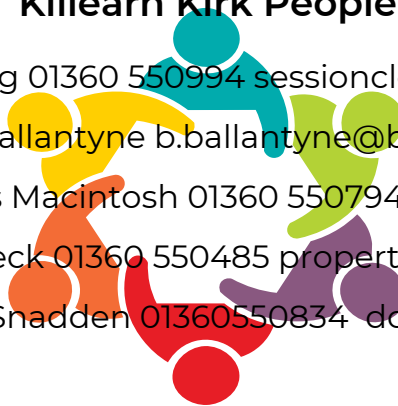 Killearn Kirk People
g 01360 550994 sessioncl
allantyne b.ballantyne@b
s Macintosh 01360 550794
eck 01360 550485 propert
Snadden 01360550834 do